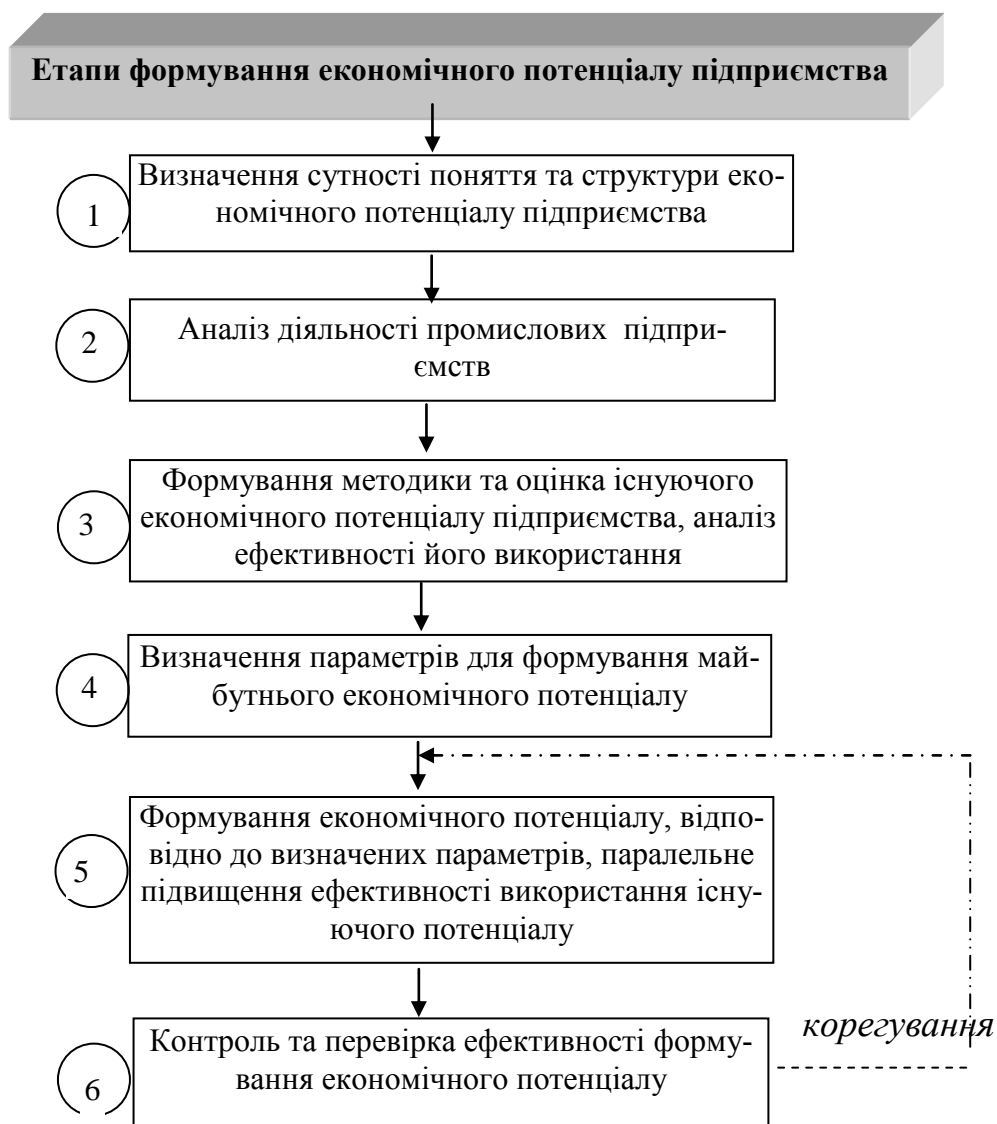 Етапи формування економічного потенціалу підприємства
Визначення сутності поняття та структури еко-
номічного потенціалу підприємства
1
Аналіз діяльності промислових підпри-
ємств
2
Формування методики та оцінка існуючого
економічного потенціалу підприємства, аналіз
ефективності його використання
3
Визначення параметрів для формування май-
бутнього економічного потенціалу
4
Формування економічного потенціалу, відпо-
відно до визначених параметрів, паралельне
підвищення ефективності використання існу-
ючого потенціалу
5
корегування
Контроль та перевірка ефективності форму-
вання економічного потенціалу
6